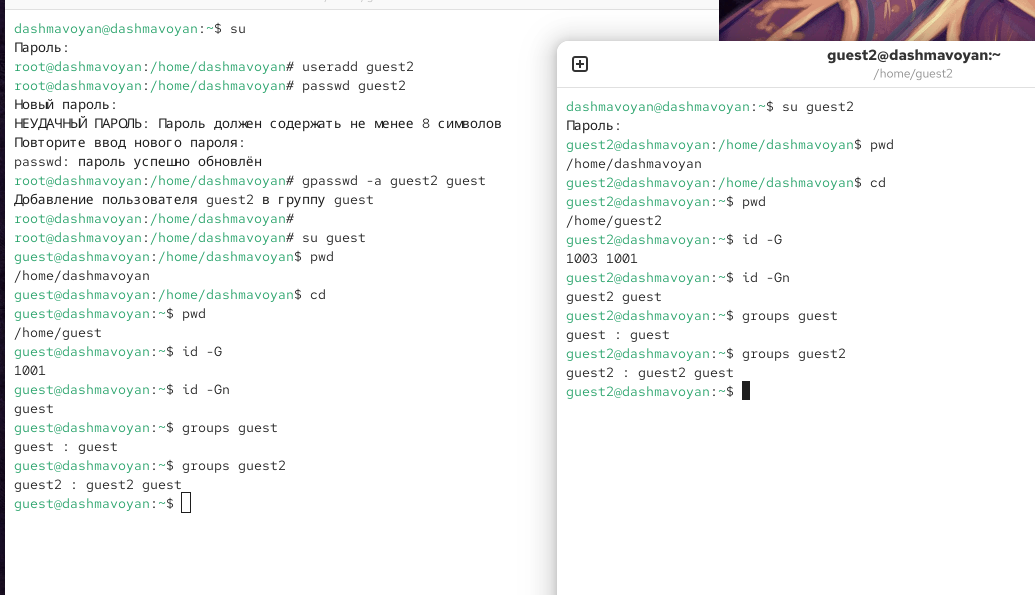 dashmavoyan@dashmavoyan:~$ su
Пароль:
root@dashmavoyan:/home/dashmavoyan# useradd guest2
root@dashmavoyan:/home/dashmavoyan# passwd guest2
Новый пароль:
НЕУДАЧНЫЙ ПАРОЛЬ: Пароль должен содержать не менее 8 символов
Повторите ввод нового пароля:
passwd: пароль успешно обновлён
root@dashmavoyan:/home/dashmavoyan# gpasswd -a guest2 guest
Добавление пользователя guest2 в группу guest
root@dashmavoyan:/home/dashmavoyan#
root@dashmavoyan:/home/dashmavoyan# su guest
guest@dashmavoyan:/home/dashmavoyan$ pwd
/home/dashmavoyan
guest@dashmavoyan:/home/dashmavoyan$ cd
guest@dashmavoyan:~$ pwd
/home/guest
guest@dashmavoyan:~$ id -G
1001
guest@dashmavoyan:~$ id -Gn
guest
guest@dashmavoyan:~$ groups guest
guest : guest
guest@dashmavoyan:~$ groups guest2
guest2 : guest2 guest
guest@dashmavoyan:~$
guest2@dashmavoyan:~
/home/guest2
dashmavoyan@dashmavoyan:~$ su guest2
Пароль:
guest2@dashmavoyan:/home/dashmavoyan$ pwd
/home/dashmavoyan
guest2@dashmavoyan:/home/dashmavoyan$ cd
guest2@dashmavoyan:~$ pwd
/home/guest2
guest2@dashmavoyan:~$ id -G
1003 1001
guest2@dashmavoyan:~$ id -Gn
guest2 guest
guest2@dashmavoyan:~$ groups guest
guest : guest
guest2@dashmavoyan:~$ groups guest2
guest2 : guest2 guest
guest2@dashmavoyan:~$